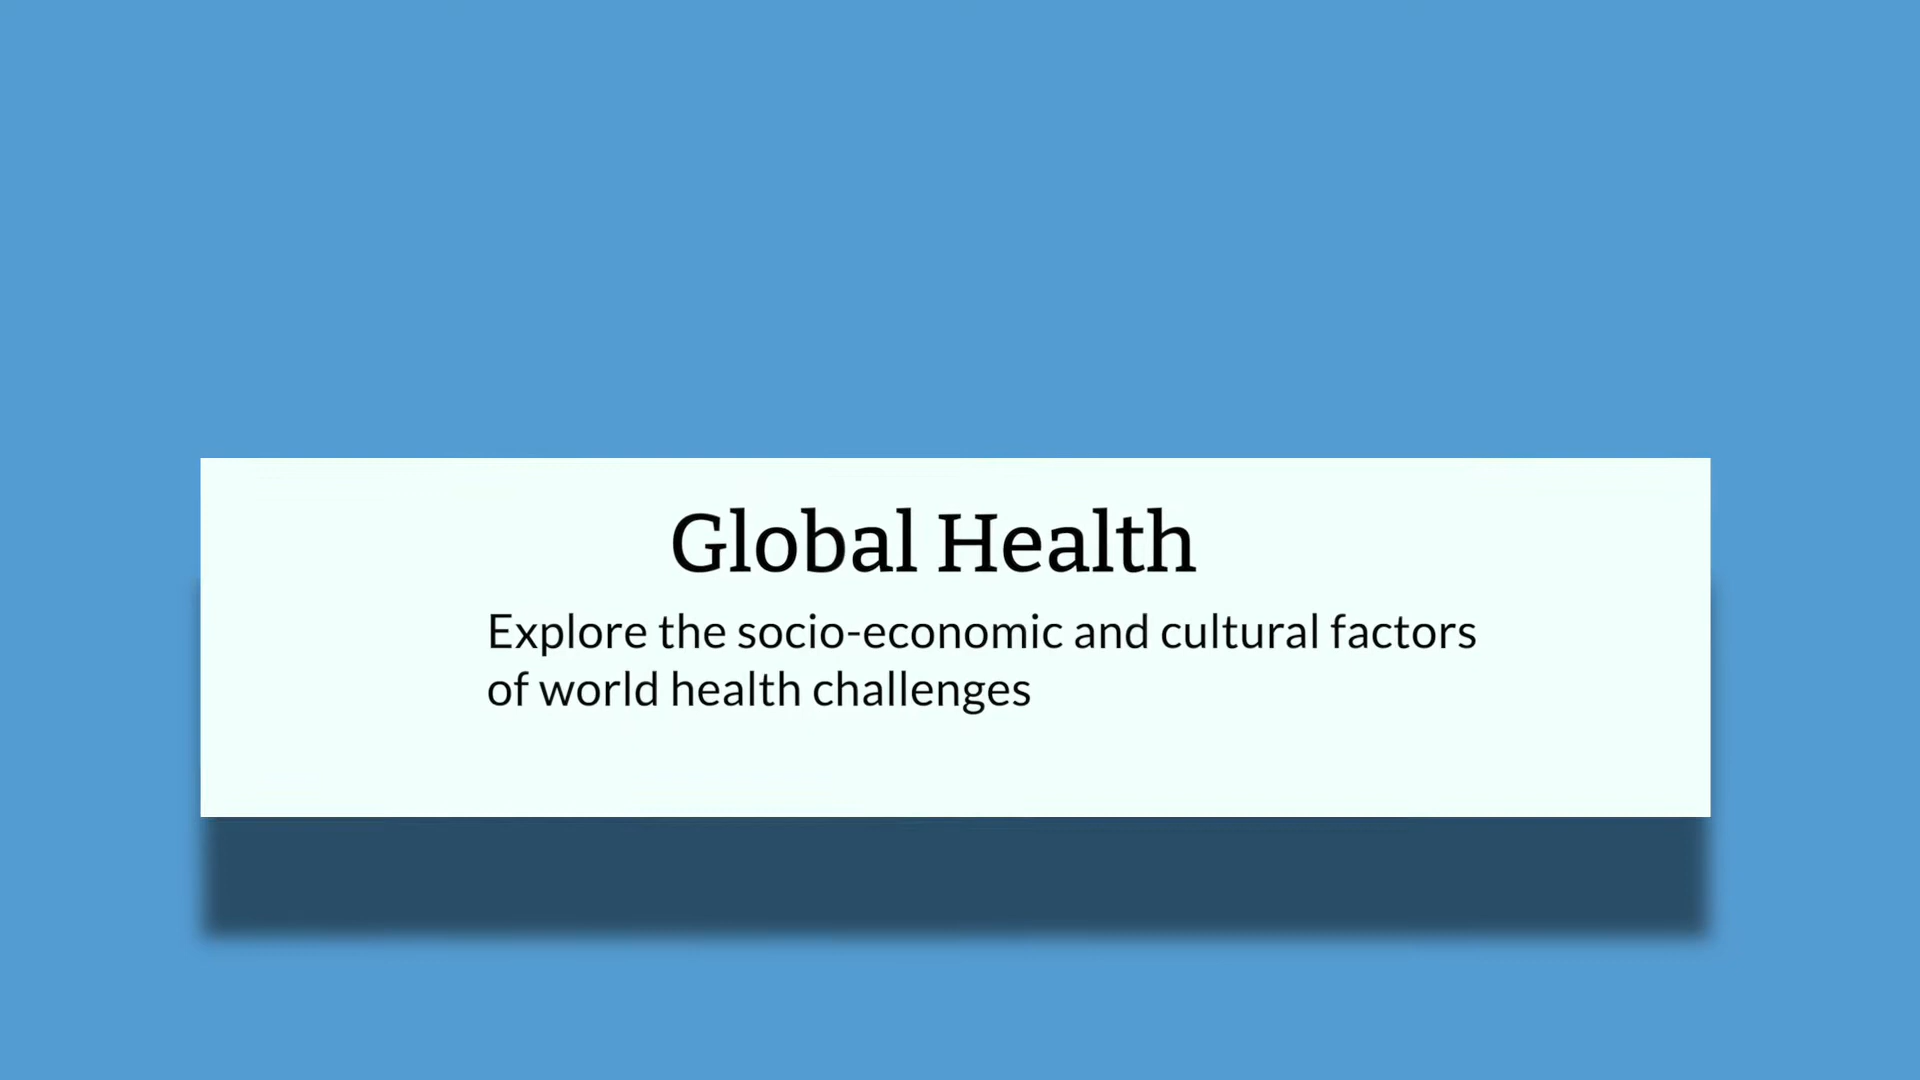 Global Health
Explore the socio-economic and cultural factors
of world health challenges